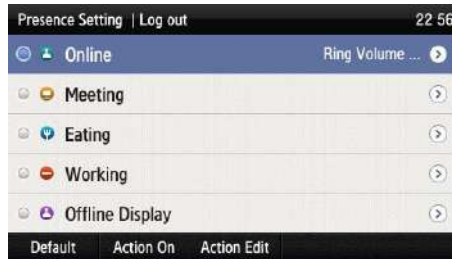 Presence Setting | Log out 22 56
Online Ring Volume ...
Meeting
Eating
Working
Offline Display
Default Action On Action Edit